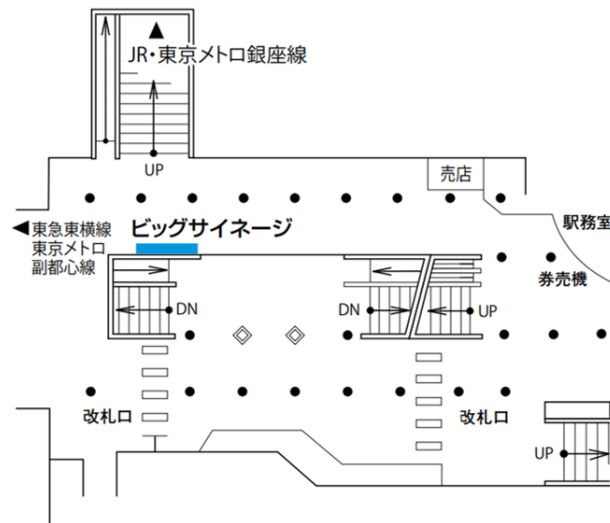 ▲
JR・東京メトロ銀座線
UP
売店
駅務室
◀東急東横線
東京メトロ
副都心線
ビッグサイネージ
券売機
DN
DN
UP
改札口
改札口
UP